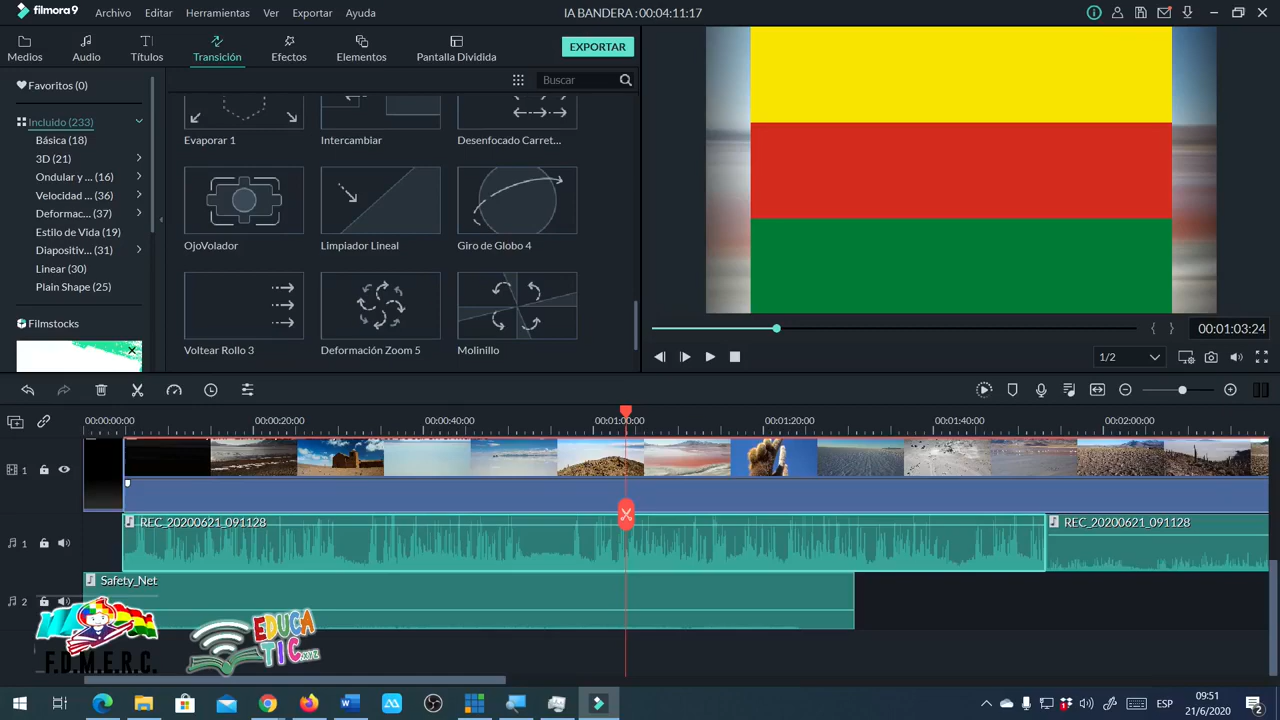 filmora9
Archivo Editar Herramientas Ver Exportar Ayuda
IA BANDERA : 00:04:11:17
Medios Audio Títulos Transición Efectos Elementos Pantalla Dividida
EXPORTAR
Favoritos (0)
Buscar
Incluido (233)
Básica (18)
3D (21)
Ondular y ... (16)
Velocidad ... (36)
Deformac... (37)
Estilo de Vida (19)
Diapositiv... (31)
Linear (30)
Plain Shape (25)
Filmstocks
Evaporar 1 Intercambiar Desenfocado Carret...
OjoVolador Limpiador Lineal Giro de Globo 4
Voltear Rollo 3 Deformación Zoom 5 Molinillo
00:01:03:24
1/2
00:00:00:00 00:00:20:00 00:00:40:00 00:01:00:00 00:01:20:00 00:01:40:00 00:02:00:00
1
REC_20200621_091128 REC_20200621_091128
1
Safety_Net
2
F.D.M.E.R.C.
EDUCA
TIC.XYZ
ESP
09:51
21/6/2020
2